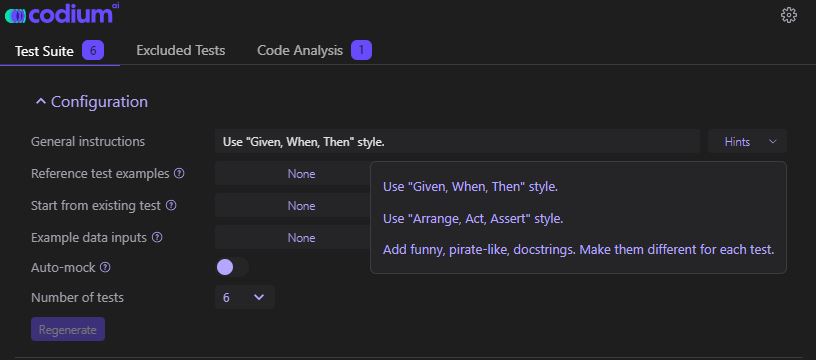 codium ai
Test Suite 6 Excluded Tests Code Analysis 1
Configuration
General instructions Use "Given, When, Then" style. Hints
Reference test examples ? None
Use "Given, When, Then" style.
Start from existing test ? None
Use "Arrange, Act, Assert" style.
Example data inputs ? None
Add funny, pirate-like, docstrings. Make them different for each test.
Auto-mock ?
Number of tests 6
Regenerate